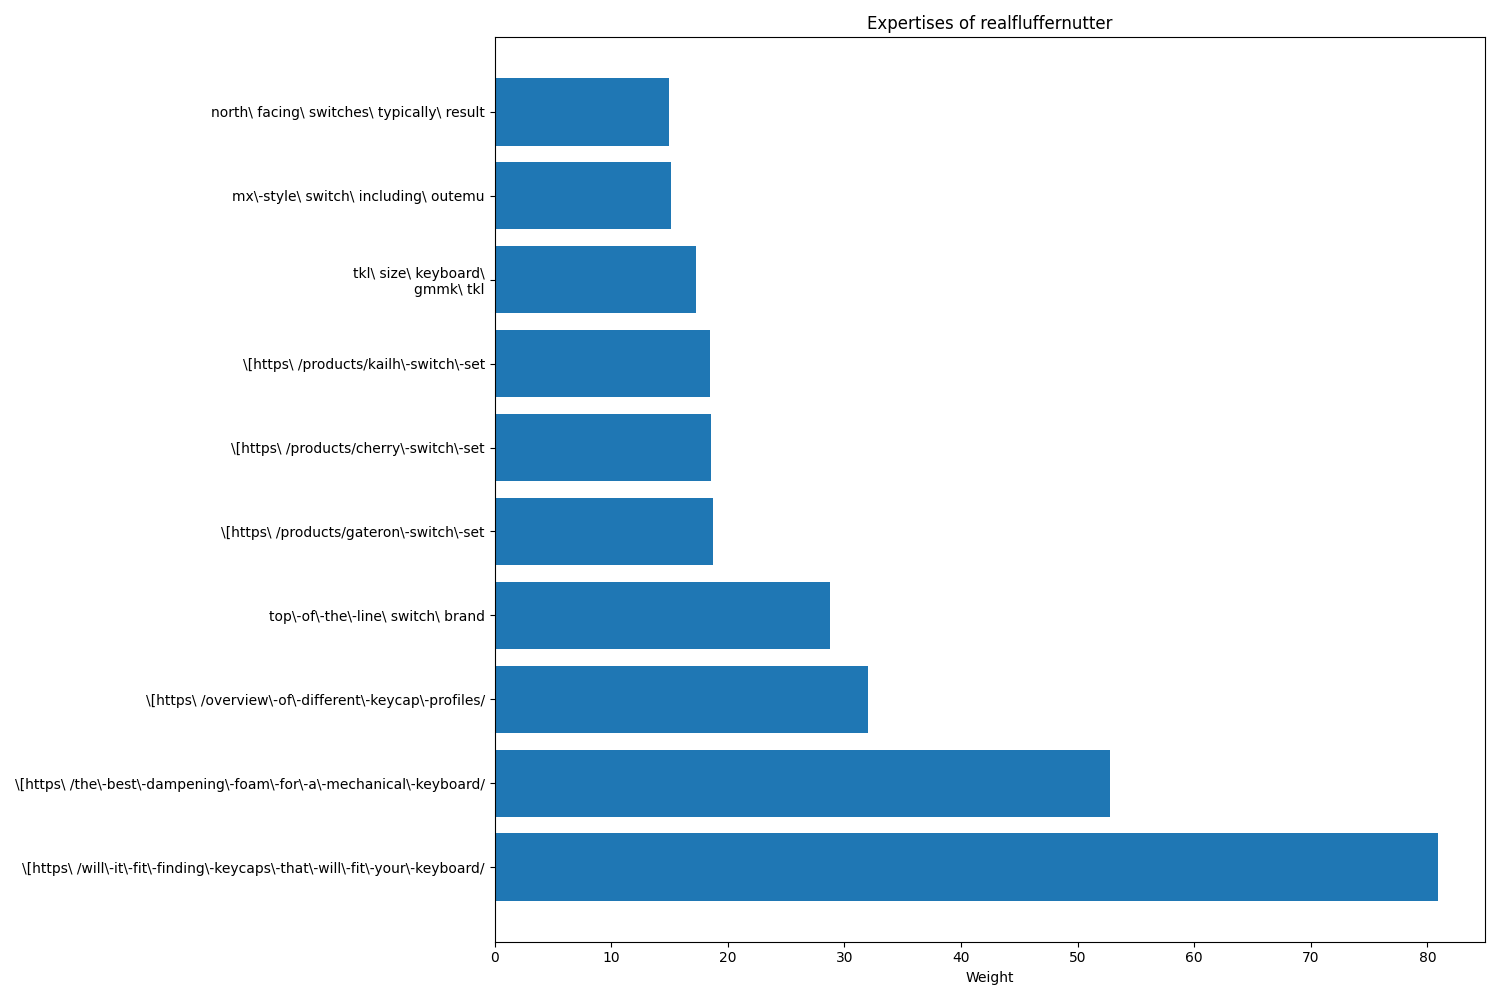 Expertises of realfluffernutter
north\ facing\ switches\ typically\ result
mx\-style\ switch\ including\ outemu
tkl\ size\ keyboard\
gmmk\ tkl
\[https\ /products/kailh\-switch\-set
\[https\ /products/cherry\-switch\-set
\[https\ /products/gateron\-switch\-set
top\-of\-the\-line\ switch\ brand
\[https\ /overview\-of\-different\-keycap\-profiles/
\[https\ /the\-best\-dampening\-foam\-for\-a\-mechanical\-keyboard/
\[https\ /will\-it\-fit\-finding\-keycaps\-that\-will\-fit\-your\-keyboard/
0 10 20 30 40 50 60 70 80
Weight